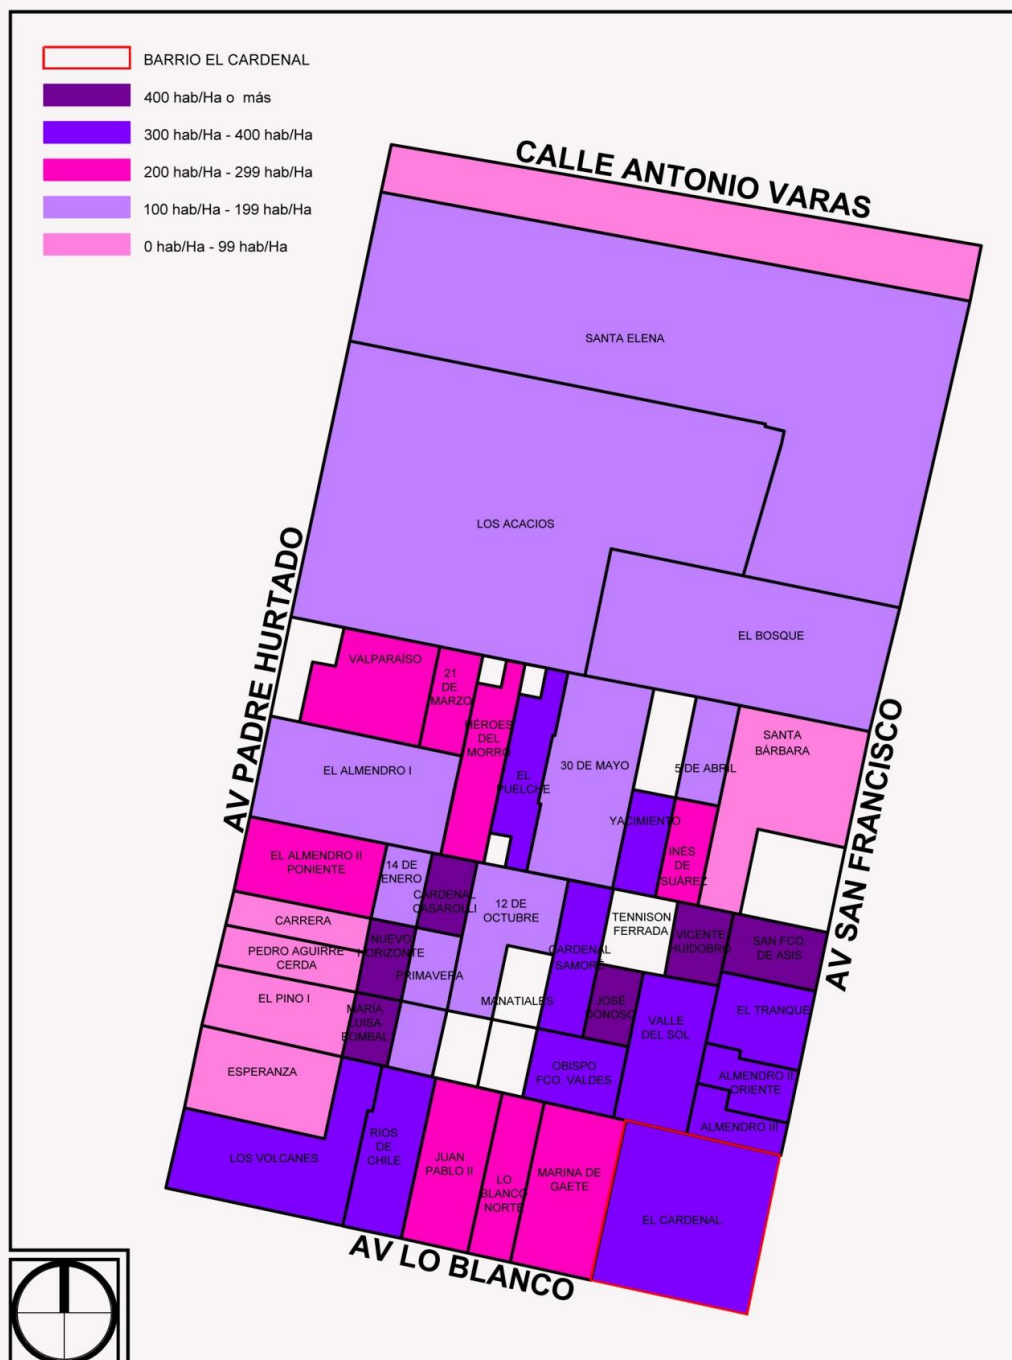 BARRIO EL CARDENAL
400 hab/Ha o  más
300 hab/Ha - 400 hab/Ha
200 hab/Ha - 299 hab/Ha
100 hab/Ha - 199 hab/Ha
0 hab/Ha - 99 hab/Ha
CALLE ANTONIO VARAS
SANTA ELENA
LOS ACACIOS
AV PADRE HURTADO
EL BOSQUE
VALPARAÍSO
21
DE
MARZO
HÉROES
DEL
MORRO
EL
PUELCHE
30 DE MAYO
5 DE ABRIL
SANTA
BÁRBARA
AV SAN FRANCISCO
EL ALMENDRO I
YACIMIENTO
INÉS
DE
SUÁREZ
EL ALMENDRO II
PONIENTE
14 DE
ENERO
CARDENAL
CASAROLLI
12 DE
OCTUBRE
TENNISON
FERRADA
VICENTE
HUIDOBRO
SAN FCO.
DE ASIS
CARRERA
PEDRO AGUIRRE
CERDA
NUEVO
HORIZONTE
PRIMAVERA
CARDENAL
SAMORÉ
MANATIALES
JOSÉ
DONOSO
VALLE
DEL SOL
EL TRANQUE
EL PINO I
MARÍA
LUISA
BOMBAL
ESPERANZA
OBISPO
FCO. VALDES
ALMENDRO II
ORIENTE
ALMENDRO III
LOS VOLCANES
RIOS
DE
CHILE
JUAN
PABLO II
LO
BLANCO
NORTE
MARINA DE
GAETE
EL CARDENAL
AV LO BLANCO